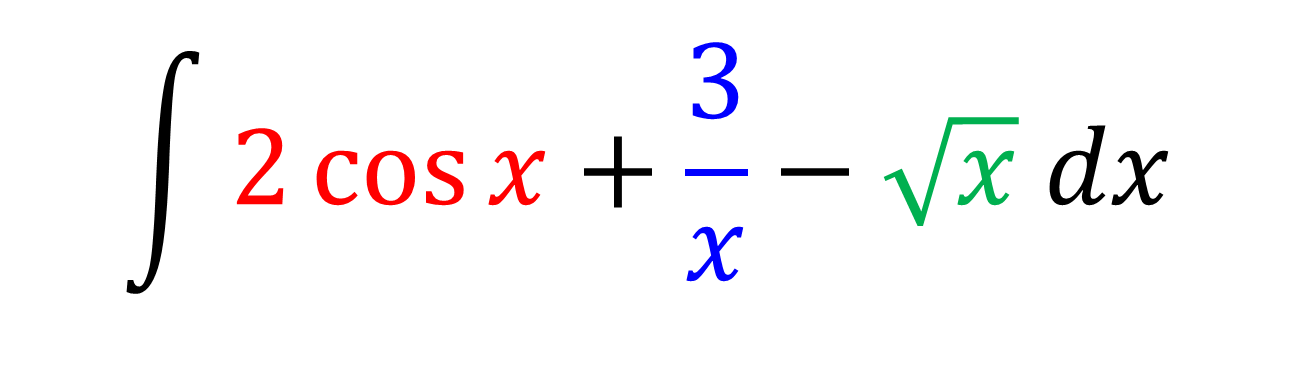 ∫ 2 cos x + 3/x − √x dx